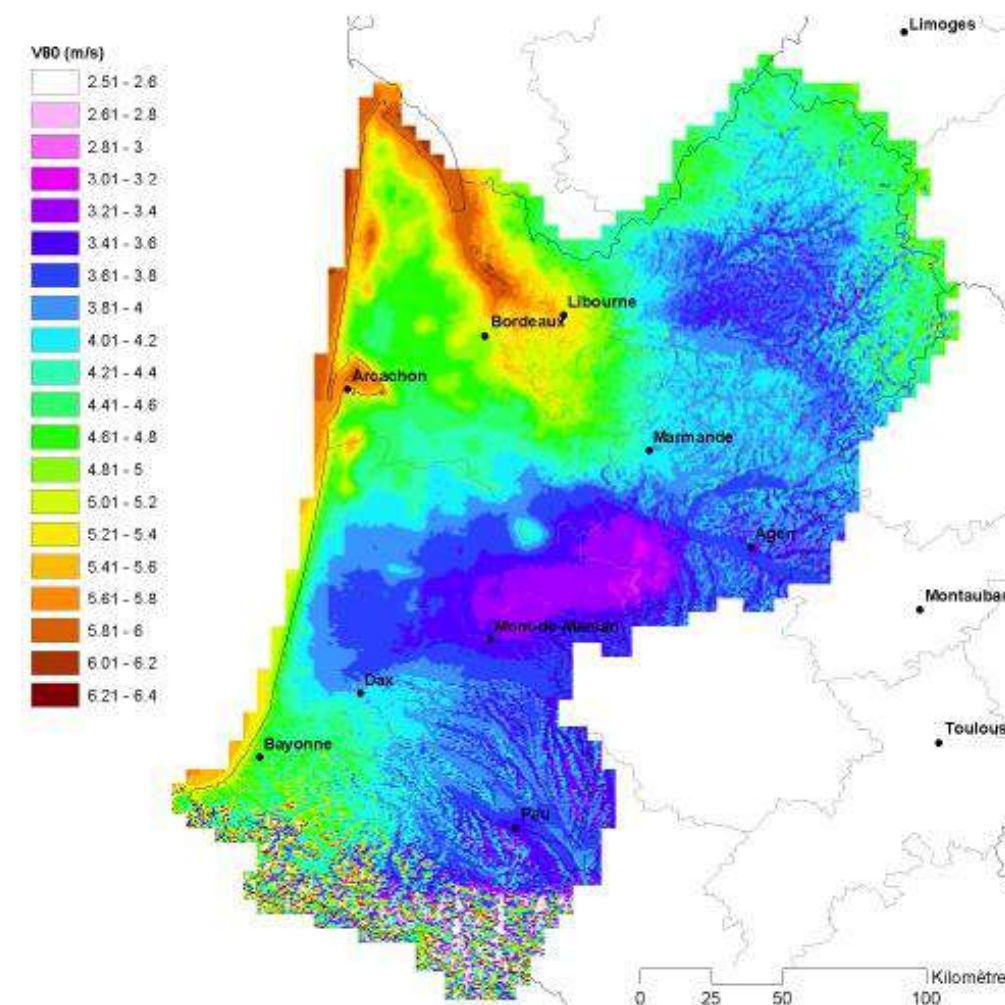 V80 (m/s)
2.51 - 2.6
2.61 - 2.8
2.81 - 3
3.01 - 3.2
3.21 - 3.4
3.41 - 3.6
3.61 - 3.8
3.81 - 4
4.01 - 4.2
4.21 - 4.4
4.41 - 4.6
4.61 - 4.8
4.81 - 5
5.01 - 5.2
5.21 - 5.4
5.41 - 5.6
5.61 - 5.8
5.81 - 6
6.01 - 6.2
6.21 - 6.4
Limoges
Libourne
Bordeaux
Arcachon
Marmande
Agen
Montauban
Mont-de-Marsan
Dax
Toulous
Bayonne
Pau
Kilomètre
0 25 50 100